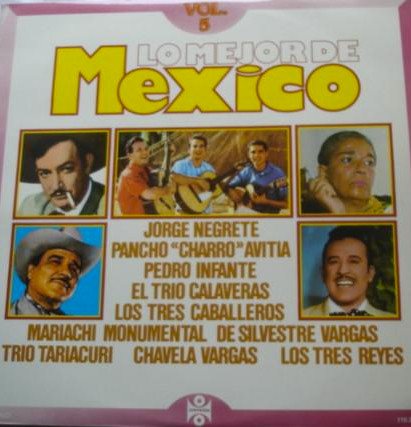 VOL.
5
LO MEJOR DE
Mexico
JORGE NEGRETE
PANCHO "CHARRO" AVITIA
PEDRO INFANTE
EL TRIO CALAVERAS
LOS TRES CABALLEROS
MARIACHI MONUMENTAL DE SILVESTRE VARGAS
TRIO TARIACURI CHAVELA VARGAS LOS TRES REYES